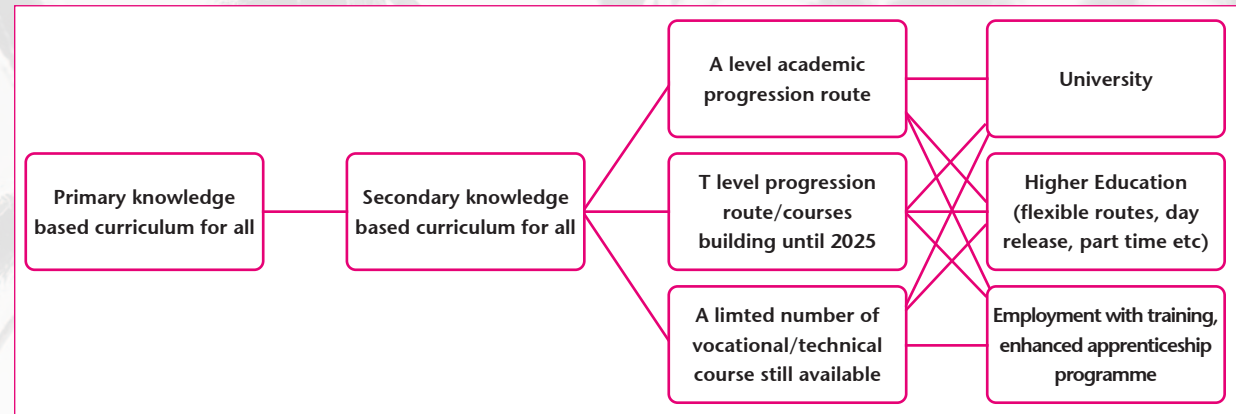 Primary knowledge
based curriculum for all
Secondary knowledge
based curriculum for all
A level academic
progression route
T level progression
route/courses
building until 2025
A limted number of
vocational/technical
course still available
University
Higher Education
(flexible routes, day
release, part time etc)
Employment with training,
enhanced apprenticeship
programme